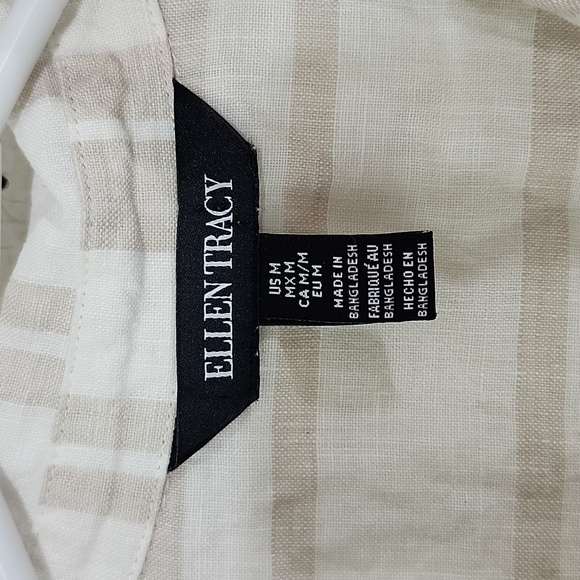 ELLEN TRACY
US M
MX M
CA M/M
EU M
MADE IN
BANGLADESH
FABRIQUÉ AU
BANGLADESH
HECHO EN
BANGLADESH